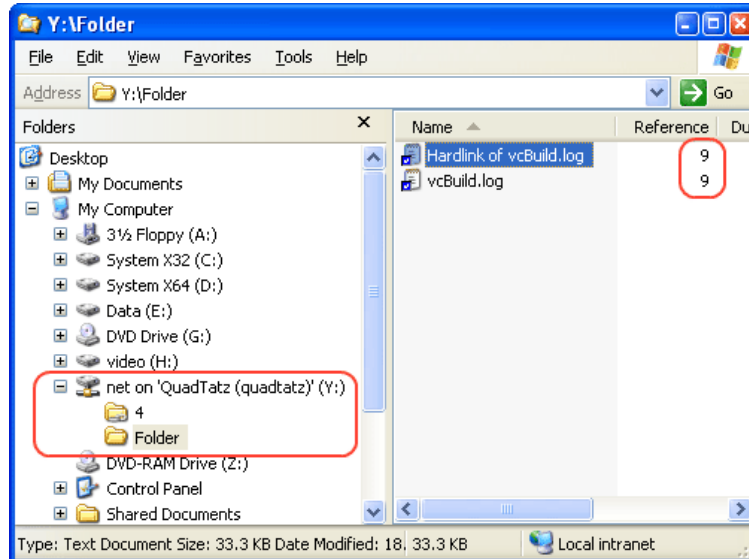 Y:\Folder
File Edit View Favorites Tools Help
Address Y:\Folder Go
Folders
Desktop
My Documents
My Computer
3½ Floppy (A:)
System X32 (C:)
System X64 (D:)
Data (E:)
DVD Drive (G:)
video (H:)
net on 'QuadTatz (quadtatz)' (Y:)
4
Folder
DVD-RAM Drive (Z:)
Control Panel
Shared Documents
Name Reference Du
Hardlink of vcBuild.log 9
vcBuild.log 9
Type: Text Document Size: 33.3 KB Date Modified: 18. 33.3 KB Local intranet